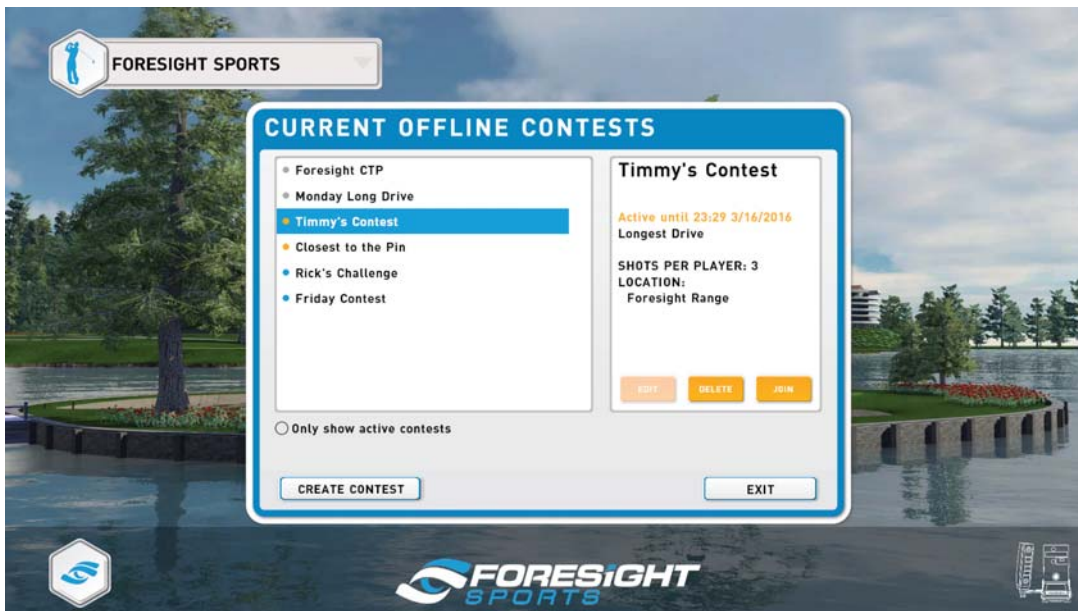 FORESIGHT SPORTS
CURRENT OFFLINE CONTESTS
Foresight CTP
Monday Long Drive
Timmy's Contest
Closest to the Pin
Rick's Challenge
Friday Contest
Timmy's Contest
Active until 23:29 3/16/2016
Longest Drive
SHOTS PER PLAYER: 3
LOCATION:
Foresight Range
EDIT DELETE JOIN
Only show active contests
CREATE CONTEST EXIT
FORESiGHT
SPORTS